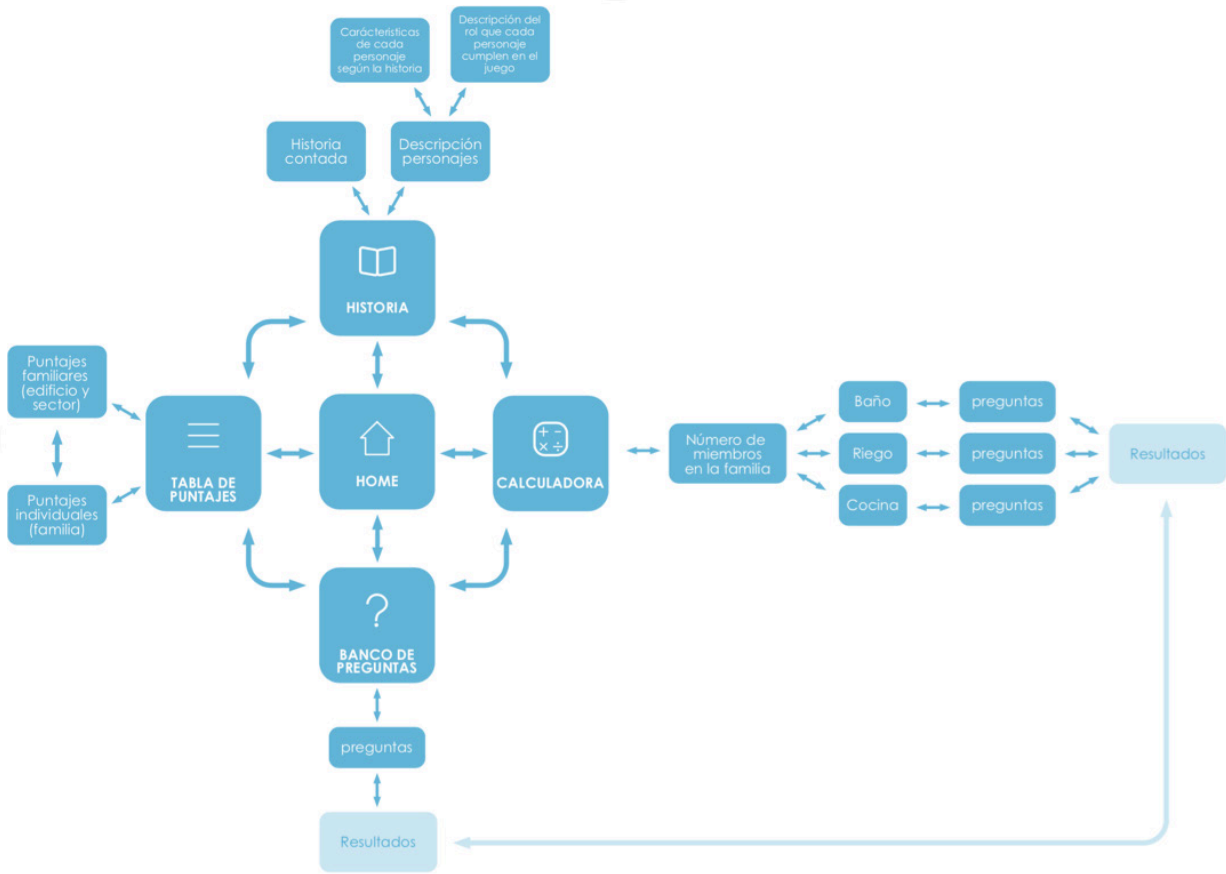 Carácteristicas
de cada
personaje
según la historia
Descripción del
rol que cada
personaje
cumplen en el
juego
Historia
contada
Descripción
personajes
HISTORIA
Puntajes
familiares
(edificio y
sector)
Puntajes
individuales
(familia)
TABLA DE
PUNTAJES
HOME
CALCULADORA
Número de
miembros
en la familia
Baño
preguntas
Riego
preguntas
Cocina
preguntas
Resultados
?
BANCO DE
PREGUNTAS
preguntas
Resultados